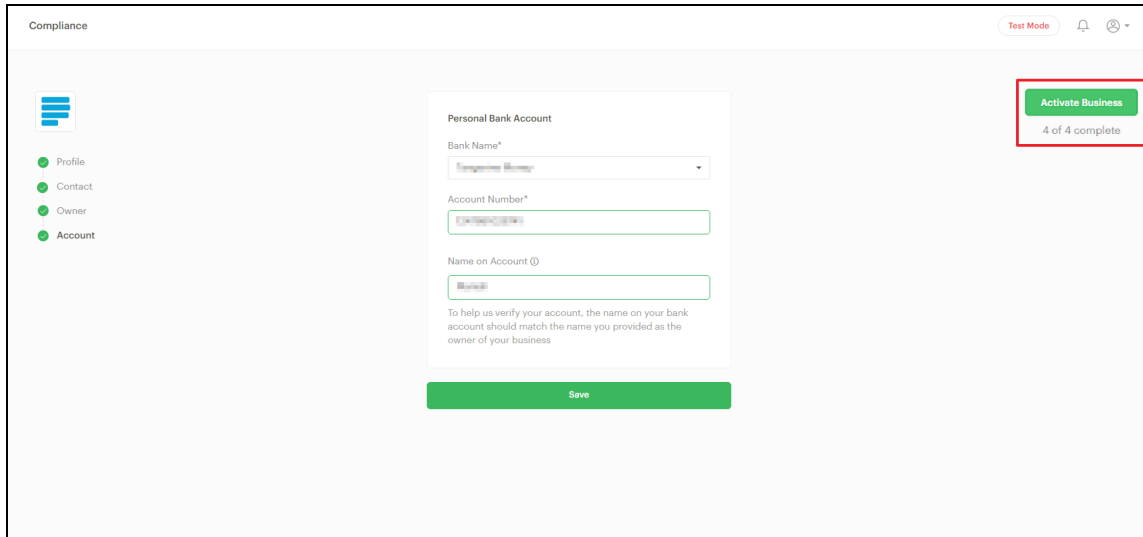 Compliance
Test Mode
Activate Business
4 of 4 complete
Profile
Contact
Owner
Account
Personal Bank Account
Bank Name*
Account Number*
Name on Account
To help us verify your account, the name on your bank
account should match the name you provided as the
owner of your business
Save